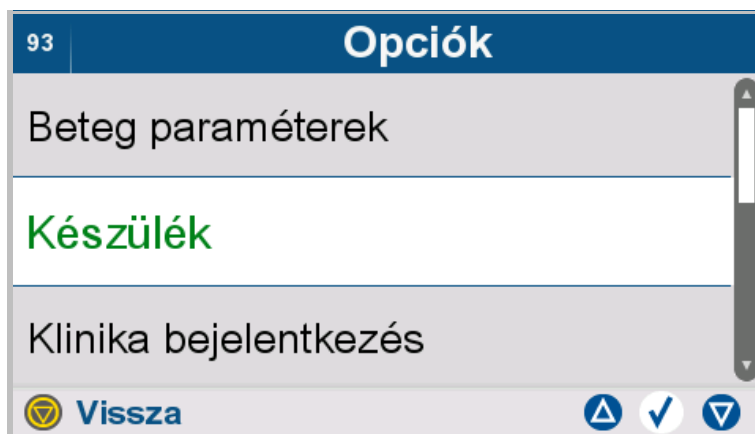 93 Opciók
Beteg paraméterek
Készülék
Klinika bejelentkezés
Vissza